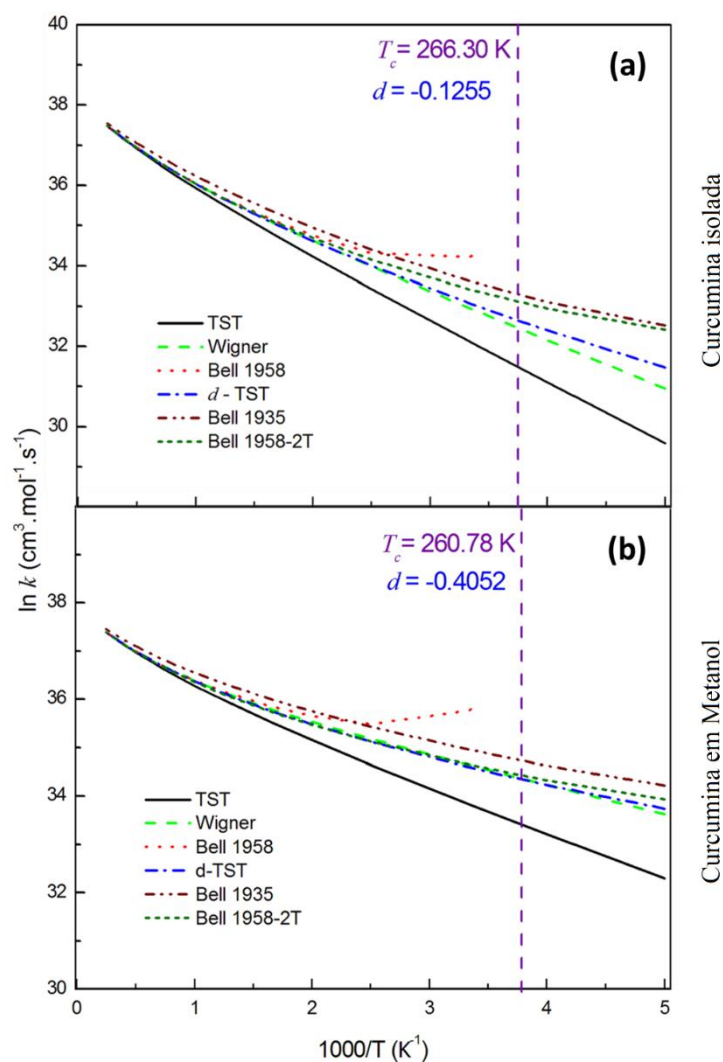 40
T_c = 266.30 K
(a)
d = -0.1255
38
36
34
32
30
TST
Wigner
Bell 1958
d - TST
Bell 1935
Bell 1958-2T
Curcumina isolada
ln k (cm³.mol⁻¹.s⁻¹)
T_c = 260.78 K
(b)
d = -0.4052
38
36
34
32
30
TST
Wigner
Bell 1958
d-TST
Bell 1935
Bell 1958-2T
Curcumina em Metanol
0 1 2 3 4 5
1000/T (K⁻¹)